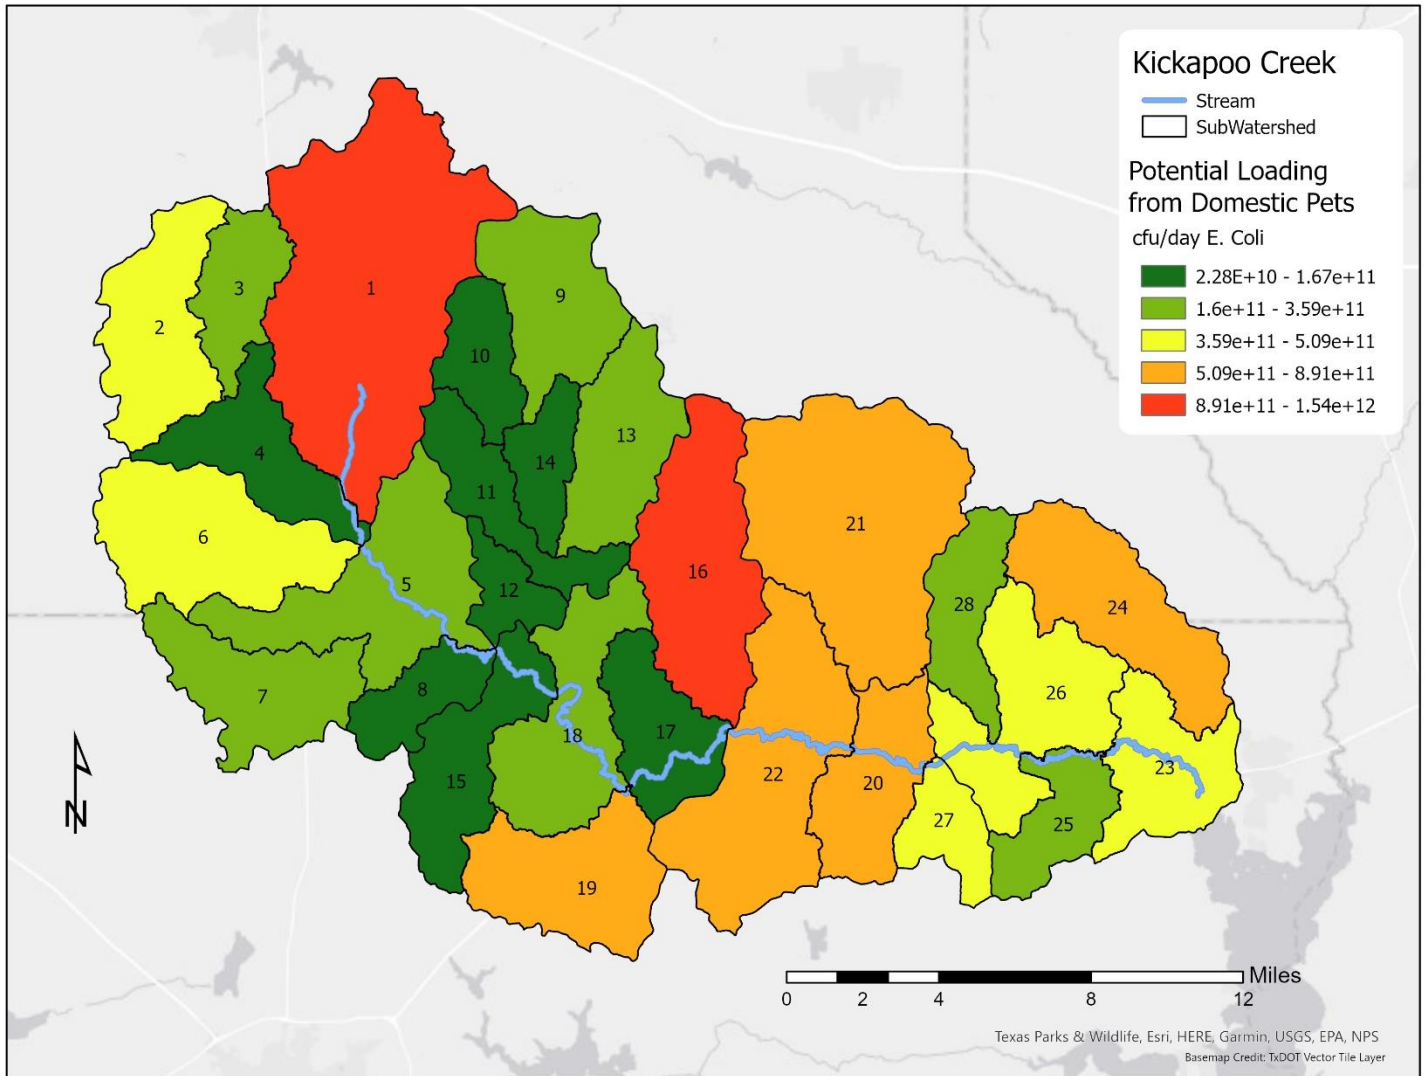 Kickapoo Creek
Stream
SubWatershed
Potential Loading
from Domestic Pets
cfu/day E. Coli
2.28E+10 - 1.67e+11
1.6e+11 - 3.59e+11
3.59e+11 - 5.09e+11
5.09e+11 - 8.91e+11
8.91e+11 - 1.54e+12
1
2
3
9
10
13
4
14
11
21
6
16
5
12
28
24
7
8
26
17
18
15
22
20
23
27
25
19
N
Miles
0 2 4 8 12
Texas Parks & Wildlife, Esri, HERE, Garmin, USGS, EPA, NPS
Basemap Credit: TxDOT Vector Tile Layer